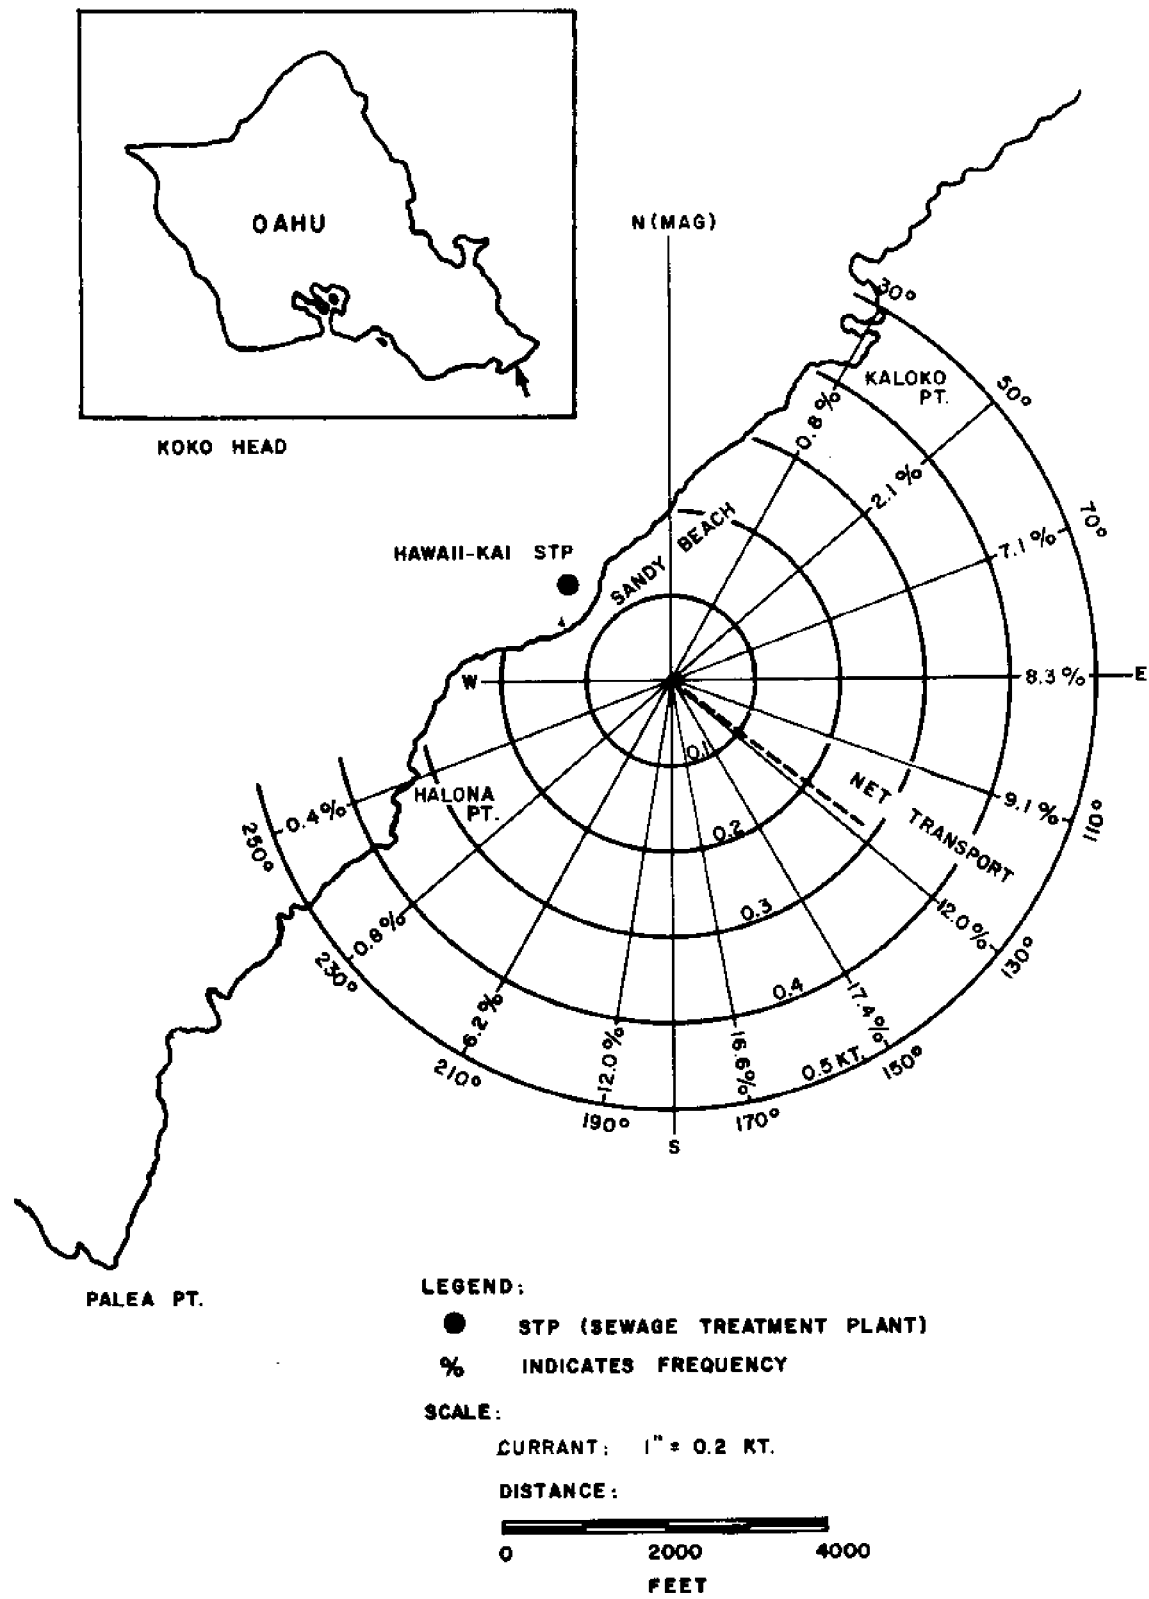 OAHU
KOKO HEAD
N (MAG)
30°
KALOKO
PT.
50°
0.8 %
2.1 %
70°
7.1 %
SANDY BEACH
HAWAII-KAI STP
W
8.3 %
E
0.1
HALONA
PT.
NET TRANSPORT
9.1 %
110°
0.4 %
250°
0.2
0.3
12.0 %
130°
0.8 %
230°
0.4
17.4 %
6.2 %
12.0 %
16.6 %
0.5 KT.
150°
210°
190°
170°
S
PALEA PT.
LEGEND:
STP (SEWAGE TREATMENT PLANT)
% INDICATES FREQUENCY
SCALE:
CURRANT: 1" = 0.2 KT.
DISTANCE:
0 2000 4000
FEET